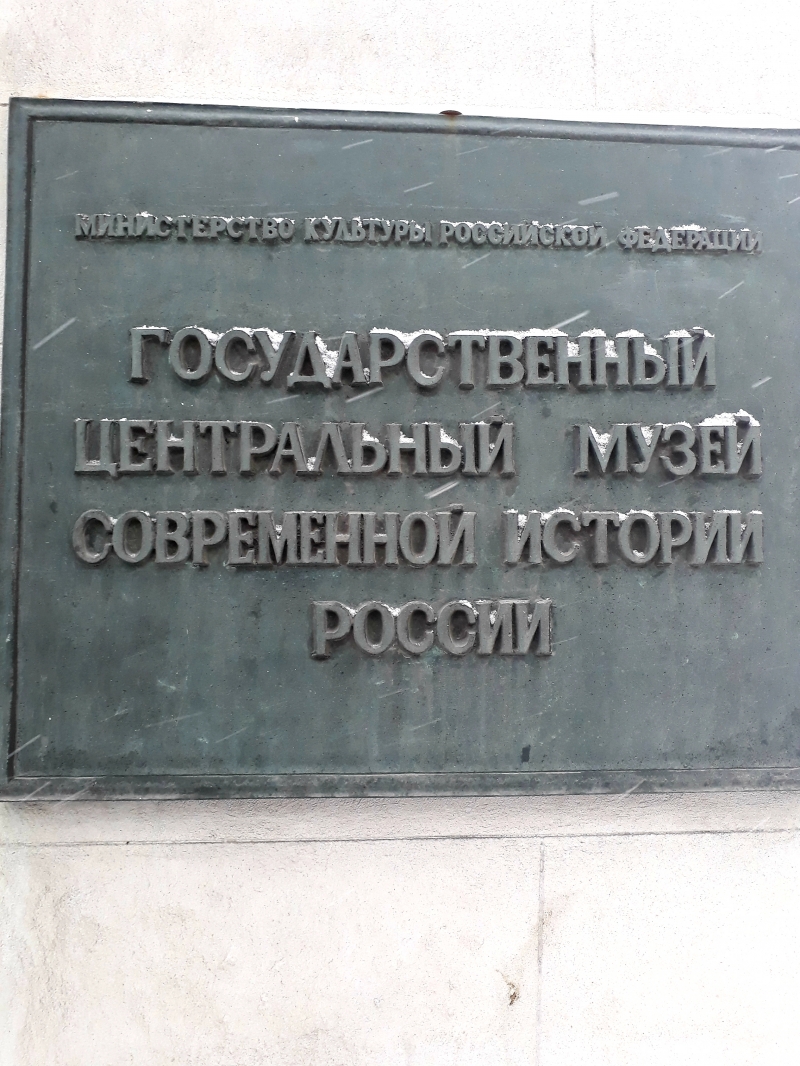 МИНИСТЕРСТВО КУЛЬТУРЫ РОССИЙСКОЙ ФЕДЕРАЦИИ
ГОСУДАРСТВЕННЫЙ
ЦЕНТРАЛЬНЫЙ МУЗЕЙ
СОВРЕМЕННОЙ ИСТОРИИ
РОССИИ